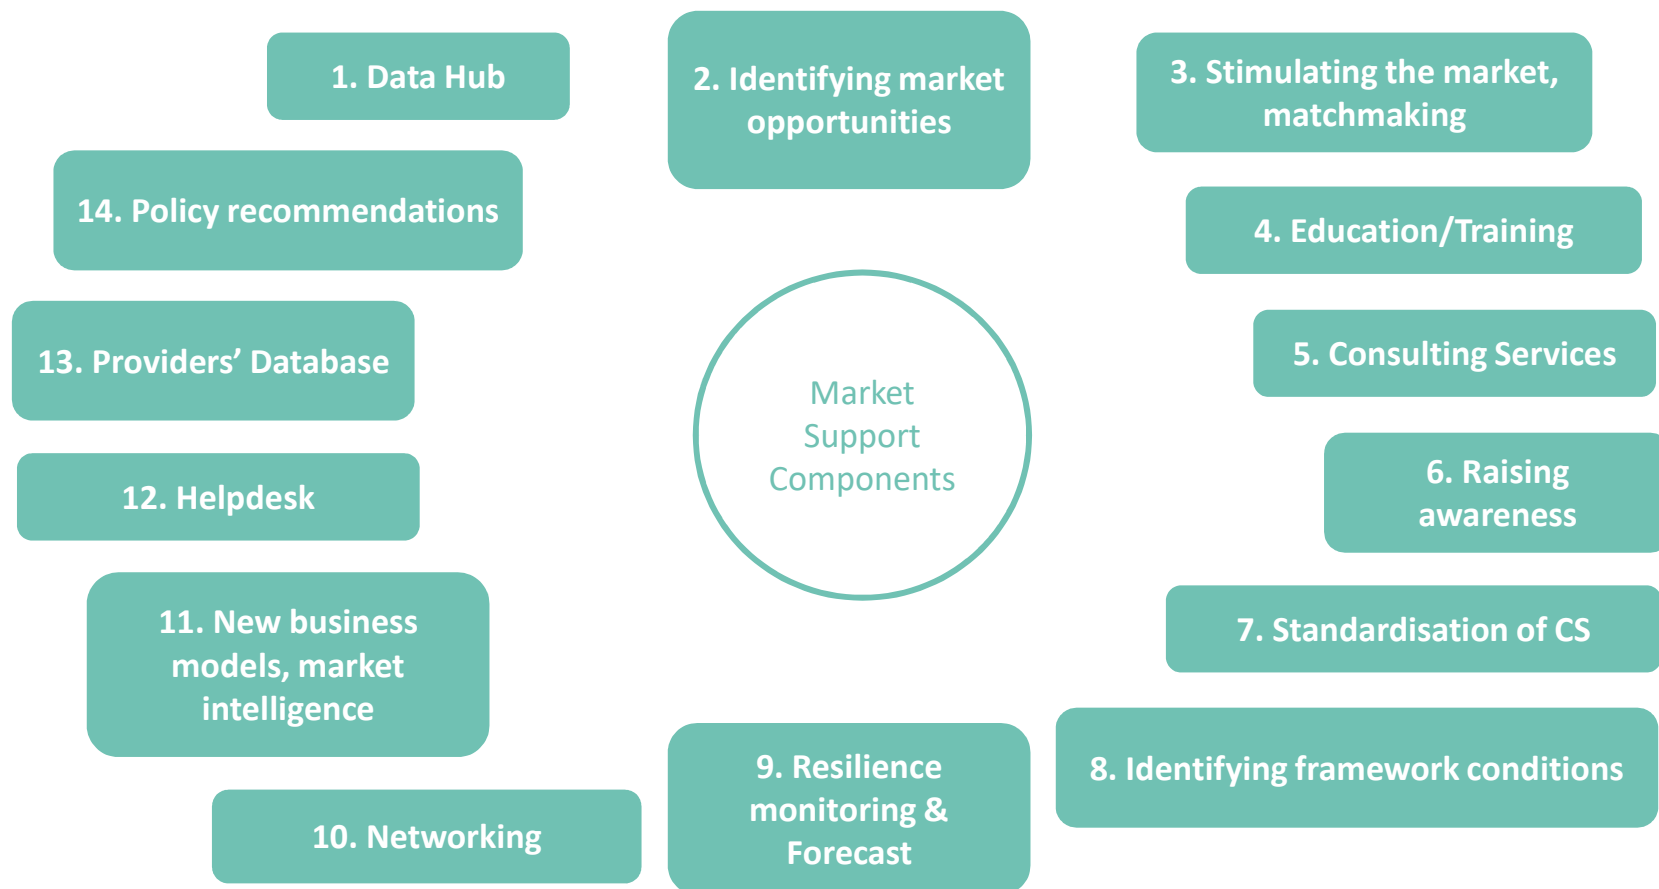 1. Data Hub
2. Identifying market
opportunities
3. Stimulating the market,
matchmaking
4. Education/Training
5. Consulting Services
6. Raising
awareness
7. Standardisation of CS
8. Identifying framework conditions
9. Resilience
monitoring &
Forecast
10. Networking
11. New business
models, market
intelligence
12. Helpdesk
13. Providers’ Database
14. Policy recommendations
Market
Support
Components